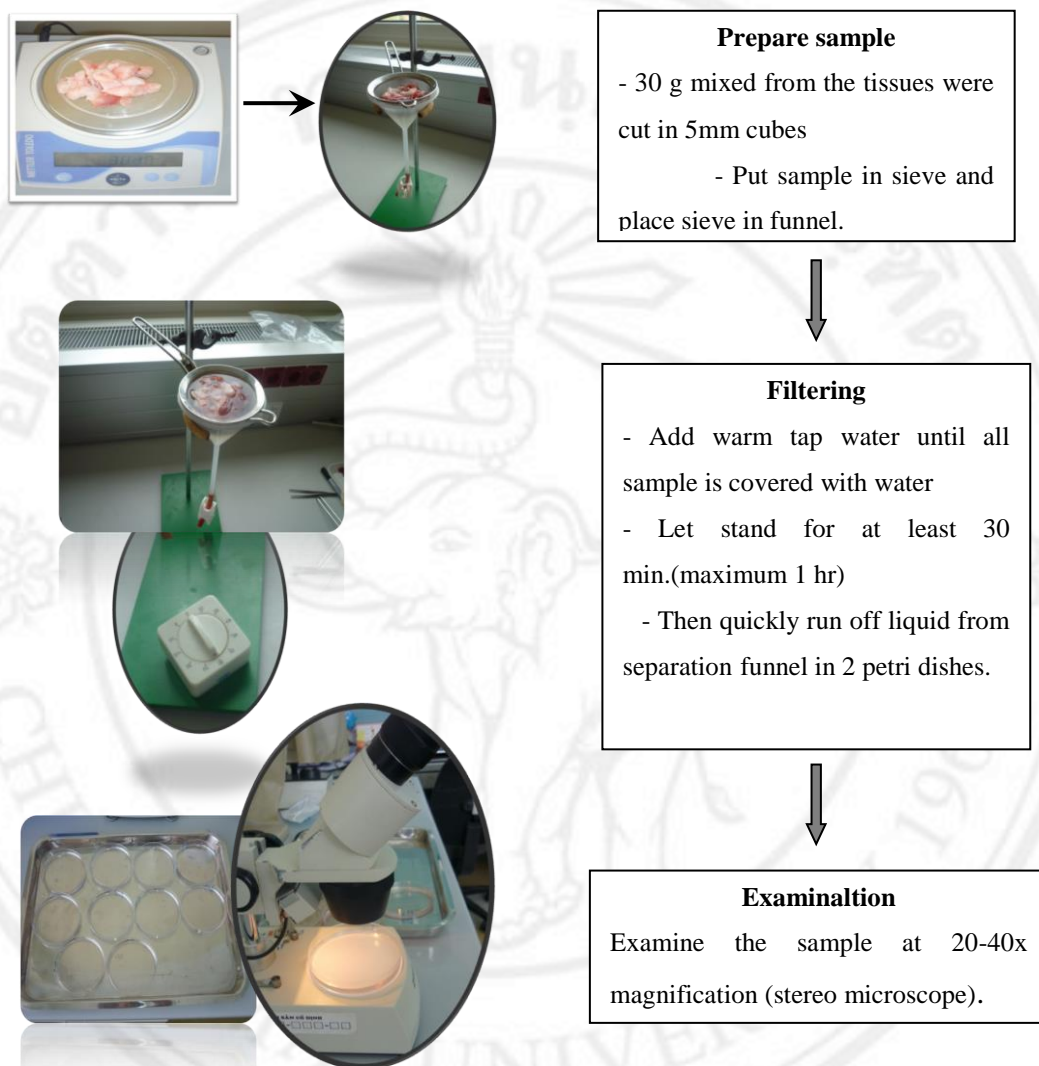 Prepare sample
- 30 g mixed from the tissues were
cut in 5mm cubes
- Put sample in sieve and
place sieve in funnel.
Filtering
- Add warm tap water until all
sample is covered with water
- Let stand for at least 30
min.(maximum 1 hr)
- Then quickly run off liquid from
separation funnel in 2 petri dishes.
Examinaltion
Examine the sample at 20-40x
magnification (stereo microscope).
METTLER TOLEDO